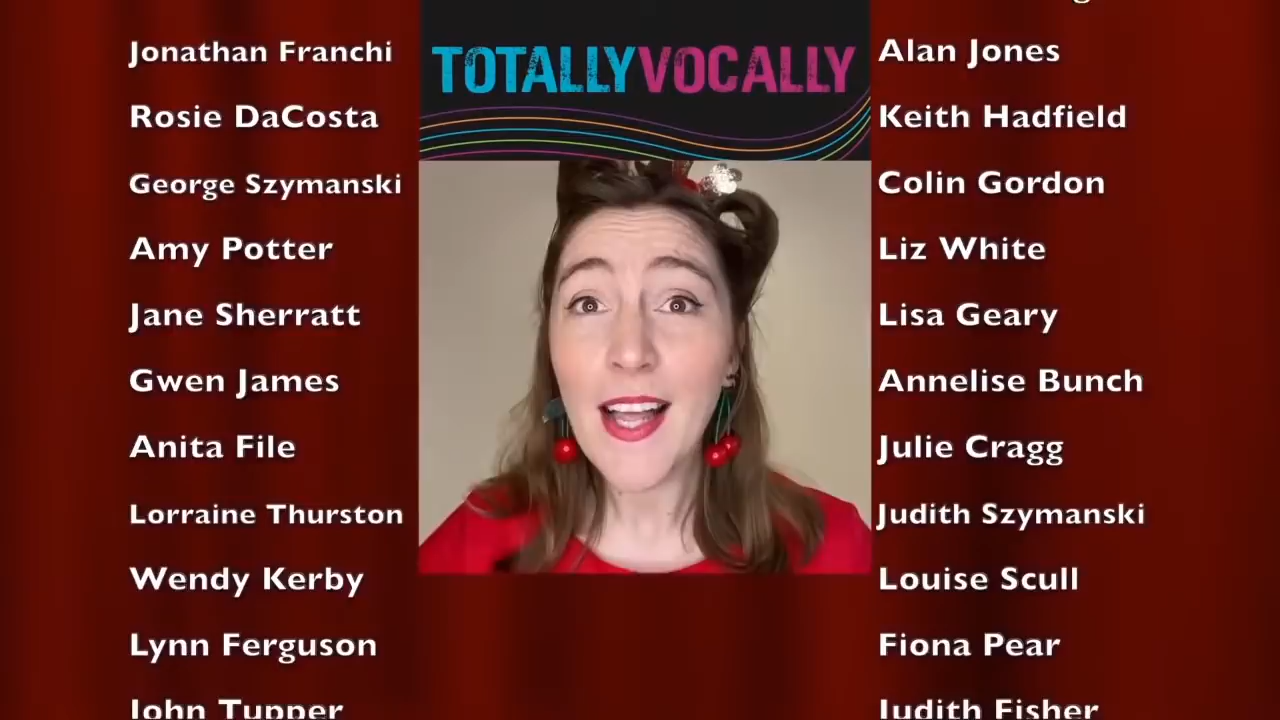 TOTALLYVOCALLY
Jonathan Franchi
Rosie DaCosta
George Szymanski
Amy Potter
Jane Sherratt
Gwen James
Anita File
Lorraine Thurston
Wendy Kerby
Lynn Ferguson
John Tupper
Alan Jones
Keith Hadfield
Colin Gordon
Liz White
Lisa Geary
Annelise Bunch
Julie Cragg
Judith Szymanski
Louise Scull
Fiona Pear
Judith Fisher